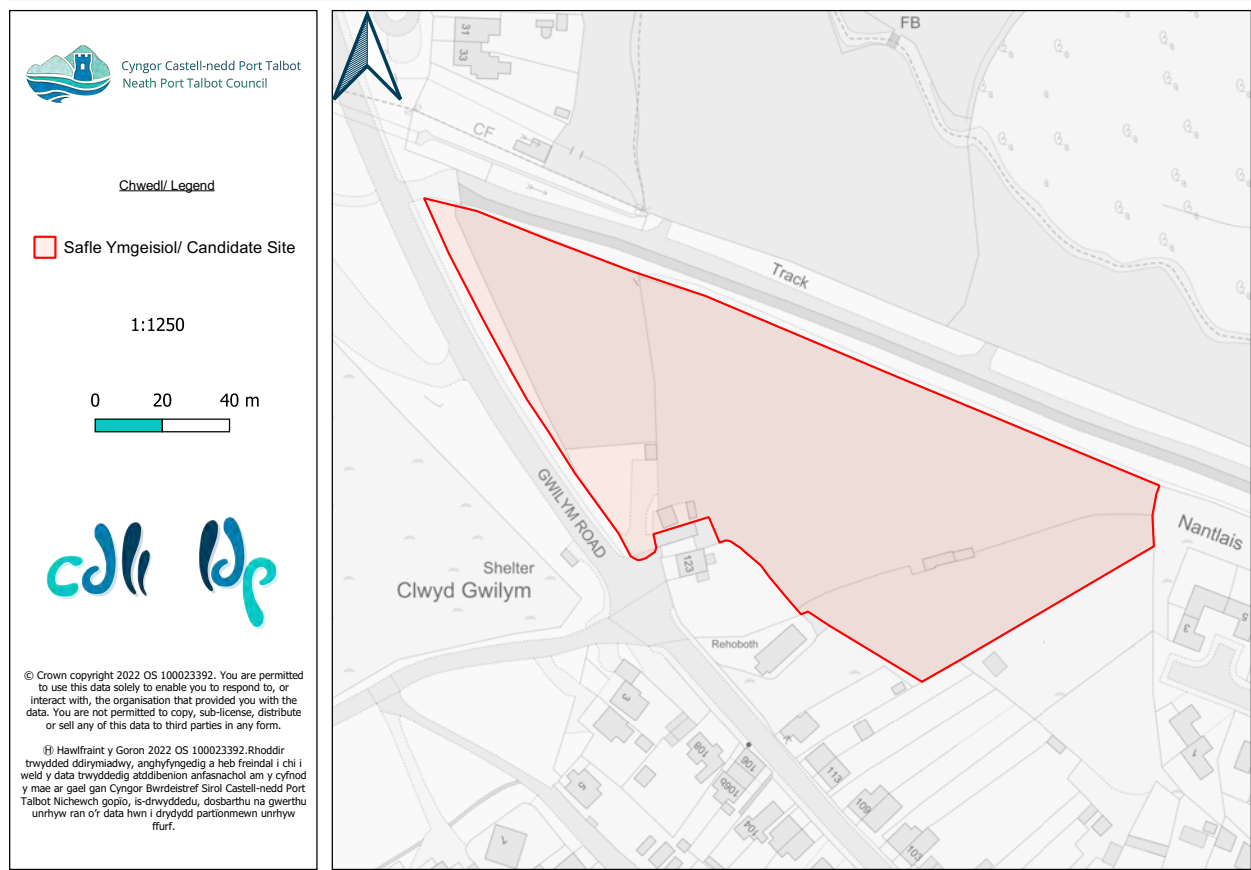 Cyngor Castell-nedd Port Talbot
Neath Port Talbot Council
Chwedl/ Legend
Safle Ymgeisiol/ Candidate Site
1:1250
0 20 40 m
cdll ldp
© Crown copyright 2022 OS 100023392. You are permitted
to use this data solely to enable you to respond to, or
interact with, the organisation that provided you with the
data. You are not permitted to copy, sub-license, distribute
or sell any of this data to third parties in any form.
Ⓗ Hawlfraint y Goron 2022 OS 100023392.Rhoddir
trwydded ddirymiadwy, anghyfyngedig a heb freindal i chi i
weld y data trwyddedig atddibenion anfasnachol am y cyfnod
y mae ar gael gan Cyngor Bwrdeistref Sirol Castell-nedd Port
Talbot Nichewch gopïo, is-drwyddedu, dosbarthu na gwerthu
unrhyw ran o'r data hwn i drydydd partïonmewn unrhyw
ffurf.
31
33
FB
CF
Track
GWILYM ROAD
Shelter
Clwyd Gwilym
123
Nantlais
Rehoboth
5
3
1
3
108
106
106b
104
113
109
103
5
7